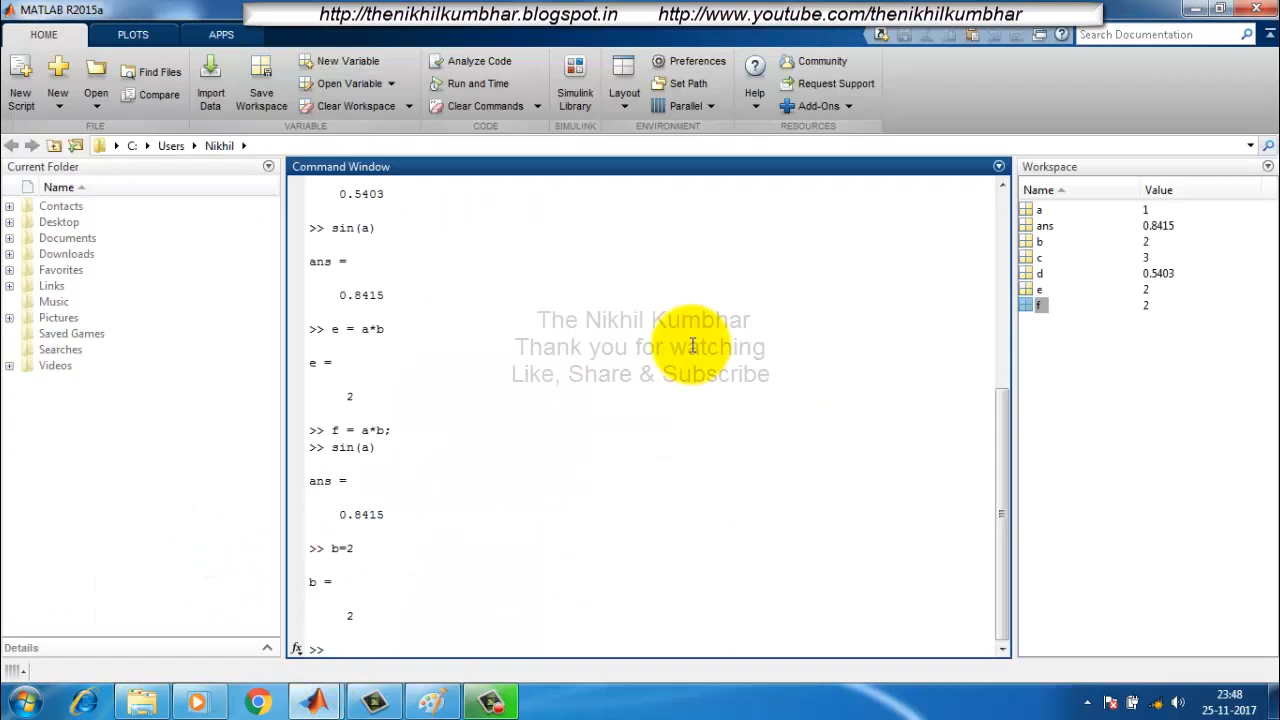 MATLAB R2015a
http://thenikhilkumbhar.blogspot.in http://www.youtube.com/thenikhilkumbhar
HOME PLOTS APPS Search Documentation
New Script New Open Find Files Compare Import Data Save Workspace New Variable Open Variable Clear Workspace Analyze Code Run and Time Clear Commands Simulink Library Layout Preferences Set Path Parallel Help Community Request Support Add-Ons
FILE VARIABLE CODE SIMULINK ENVIRONMENT RESOURCES
C: Users Nikhil
Current Folder
Name
Contacts
Desktop
Documents
Downloads
Favorites
Links
Music
Pictures
Saved Games
Searches
Videos
Details
Command Window
0.5403
>> sin(a)
ans =
0.8415
>> e = a*b
e =
2
>> f = a*b;
>> sin(a)
ans =
0.8415
>> b=2
b =
2
fx >>
The Nikhil Kumbhar
Thank you for watching
Like, Share & Subscribe
Workspace
Name Value
a 1
ans 0.8415
b 2
c 3
d 0.5403
e 2
f 2
23:48
25-11-2017